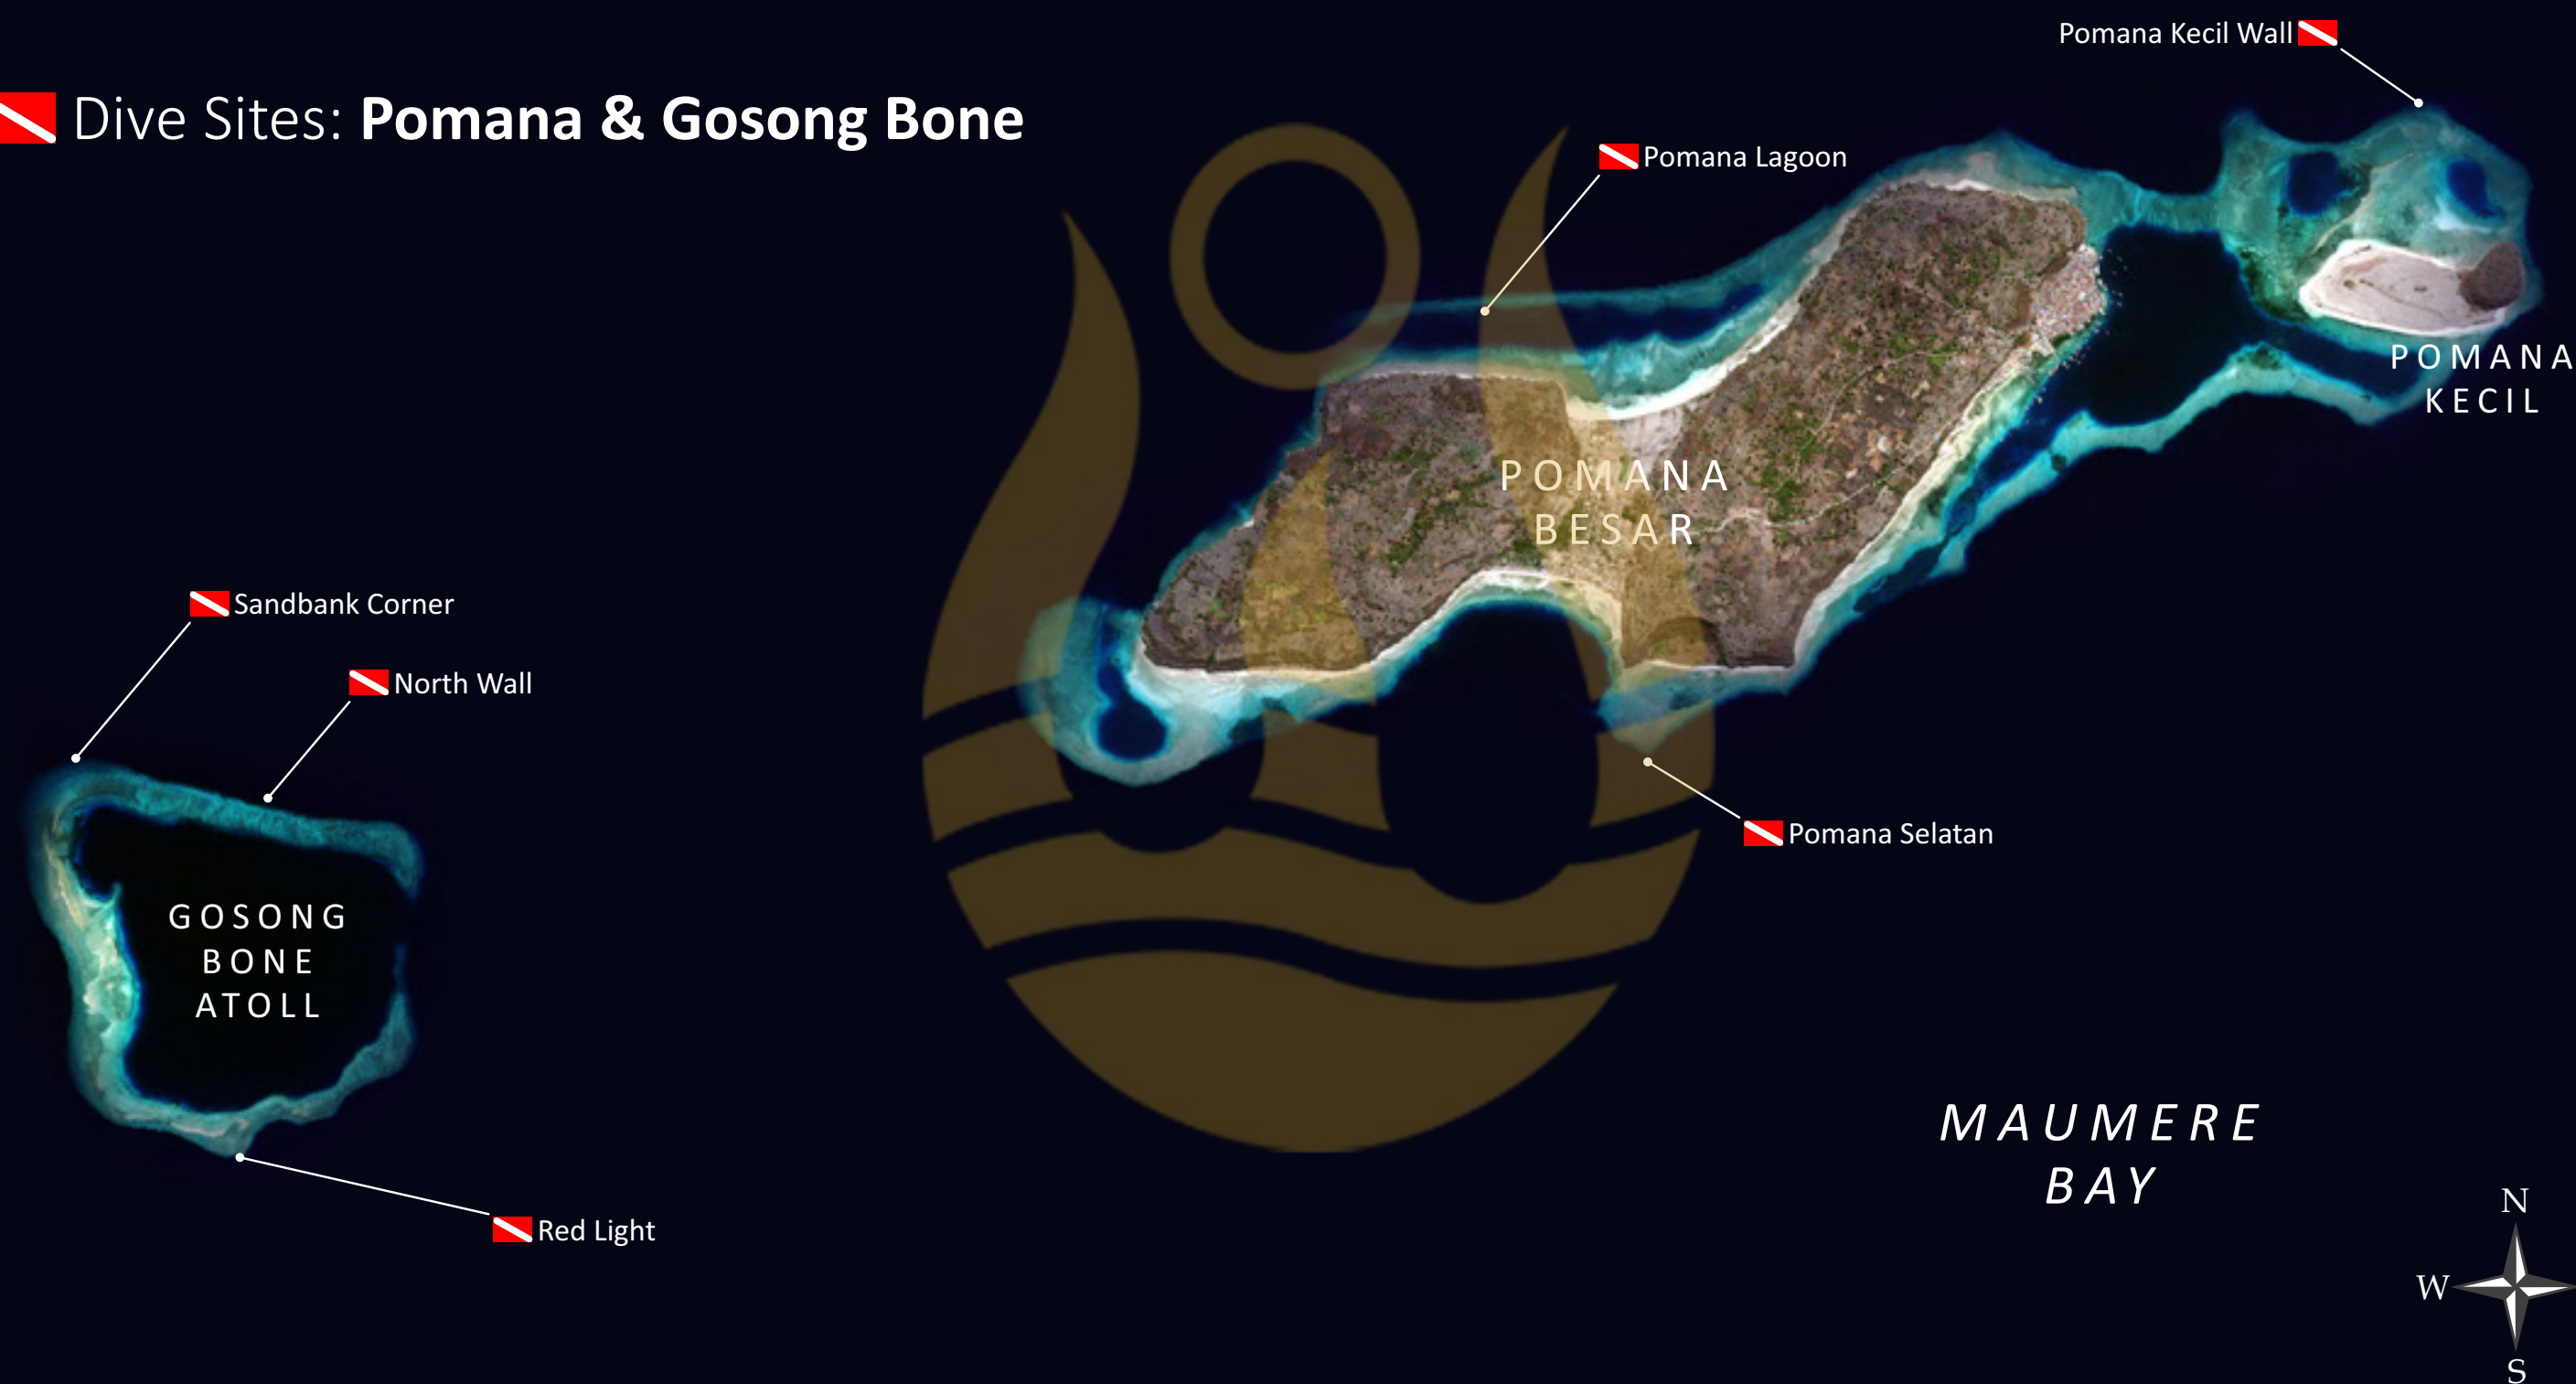 Dive Sites: Pomana & Gosong Bone
Pomana Kecil Wall
Pomana Lagoon
POMANA
KECIL
POMANA
BESAR
Sandbank Corner
North Wall
Pomana Selatan
GOSONG
BONE
ATOLL
MAUMERE
BAY
Red Light
N
W
S